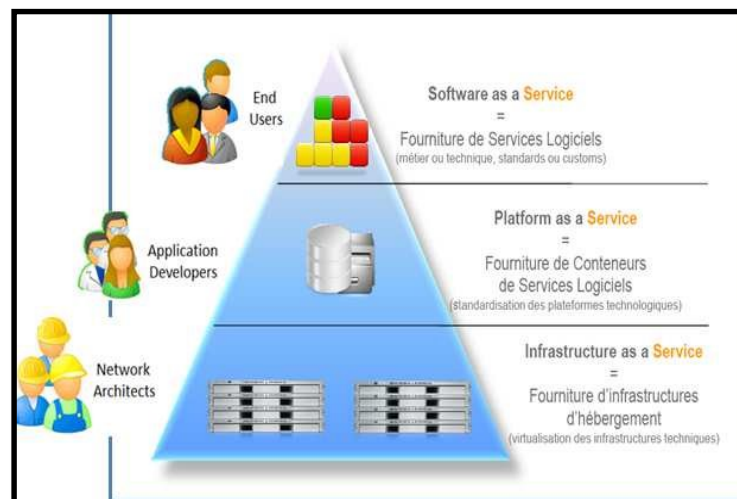 End
Users
Software as a Service
=
Fourniture de Services Logiciels
(métier ou technique, standards ou customs)
Application
Developers
Platform as a Service
=
Fourniture de Conteneurs
de Services Logiciels
(standardisation des plateformes technologiques)
Network
Architects
Infrastructure as a Service
=
Fourniture d'infrastructures
d'hébergement
(virtualisation des infrastructures techniques)